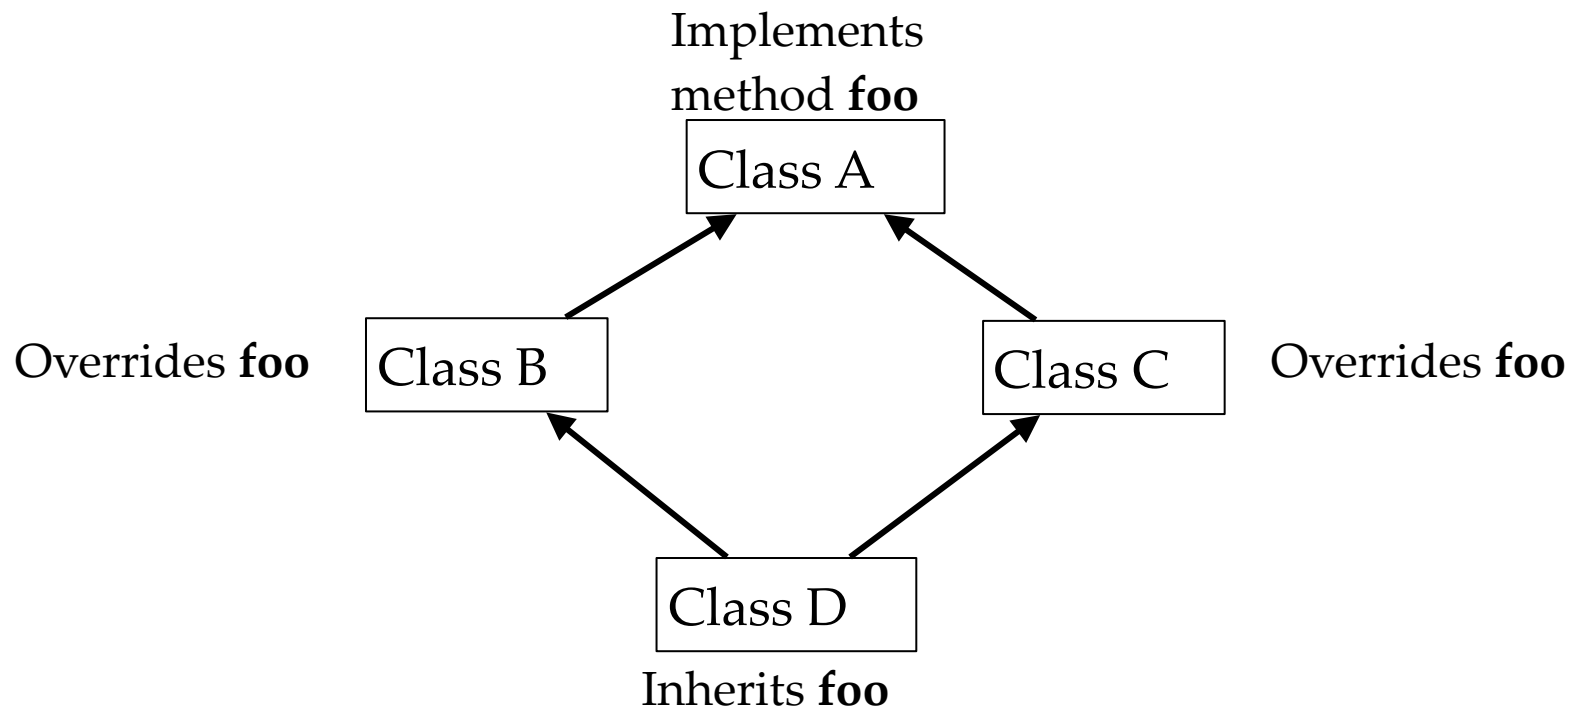 Implements
method foo
Class A
Overrides foo
Class B
Class C
Overrides foo
Class D
Inherits foo